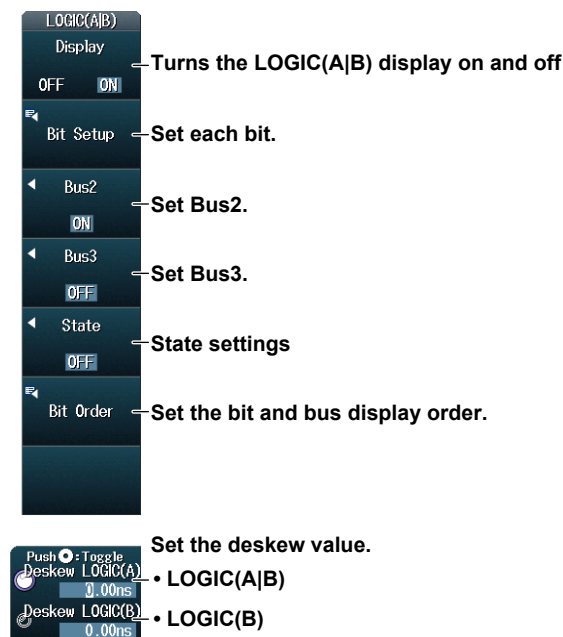 LOGIC(A|B)
Display
OFF ON
Turns the LOGIC(A|B) display on and off
Bit Setup
Set each bit.
Bus2
ON
Set Bus2.
Bus3
OFF
Set Bus3.
State
OFF
State settings
Bit Order
Set the bit and bus display order.
Set the deskew value.
Push :Toggle
Deskew LOGIC(A)
0.00ns
• LOGIC(A|B)
Deskew LOGIC(B)
0.00ns
• LOGIC(B)